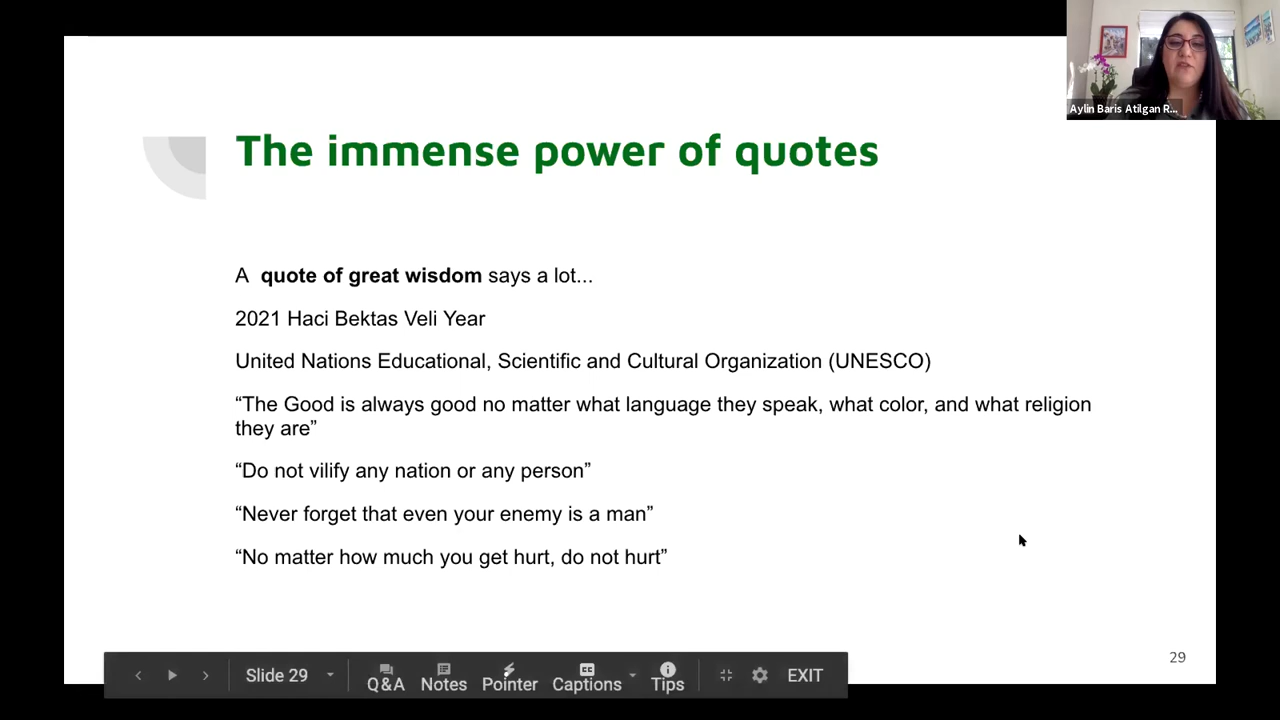 Aylin Baris Atilgan R...
The immense power of quotes
A quote of great wisdom says a lot...
2021 Haci Bektas Veli Year
United Nations Educational, Scientific and Cultural Organization (UNESCO)
“The Good is always good no matter what language they speak, what color, and what religion
they are”
“Do not vilify any nation or any person”
“Never forget that even your enemy is a man”
“No matter how much you get hurt, do not hurt”
29
Slide 29
Q&A
Notes
Pointer
CC
Captions
Tips
EXIT